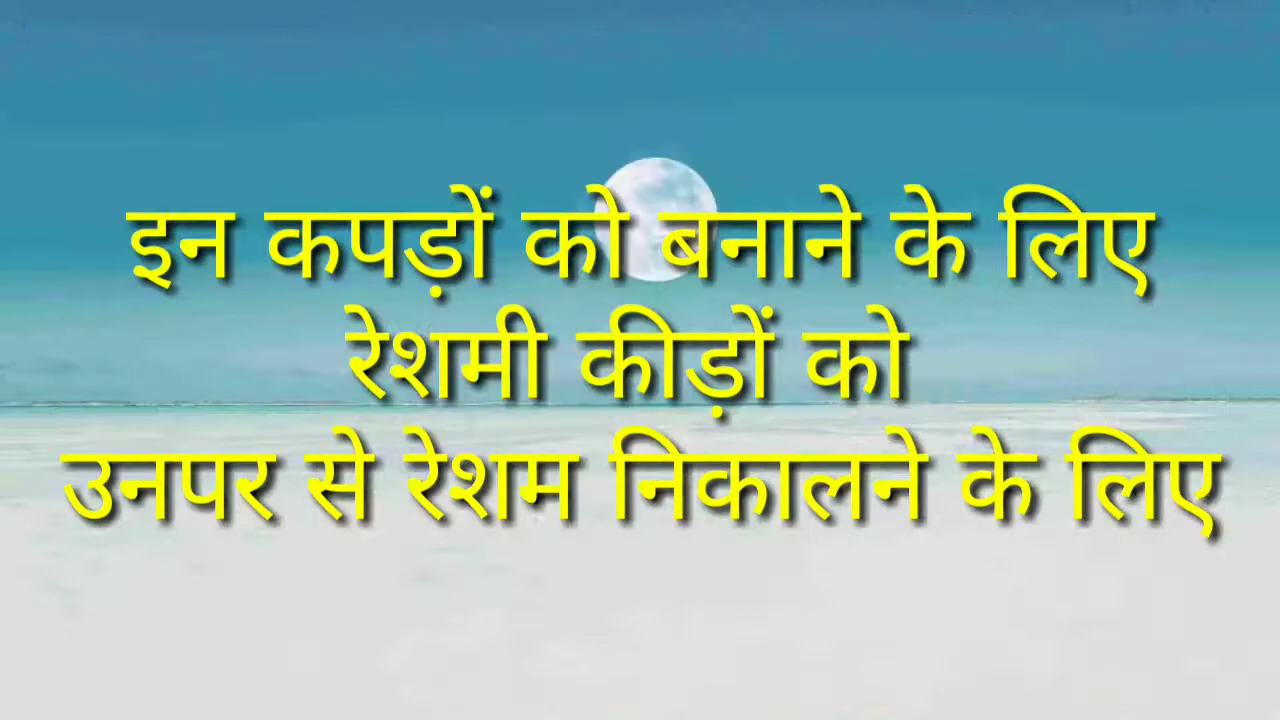 इन कपड़ों को बनाने के लिए
रेशमी कीड़ों को
उनपर से रेशम निकालने के लिए